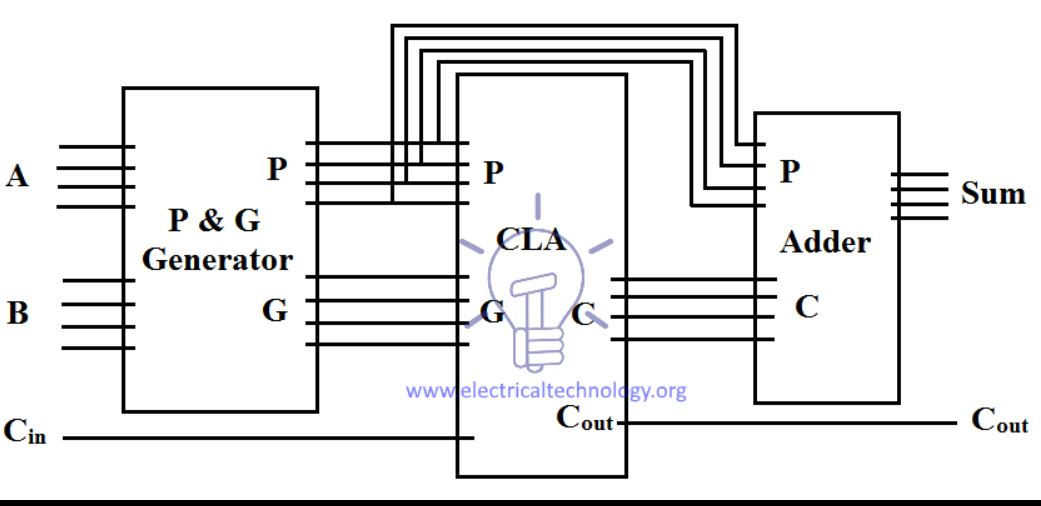 A
B
Cin
P
P & G
Generator
G
P
CLA
G
C
www.electricaltechnology.org
Cout
P
Adder
C
Sum
Cout